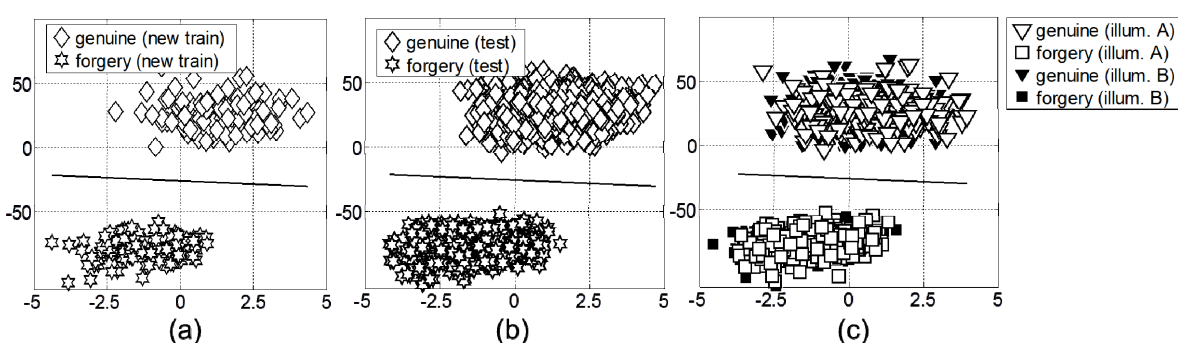 genuine (new train)
forgery (new train)
50
0
-50
-5
-2.5
0
2.5
5
(a)
genuine (test)
forgery (test)
50
0
-50
-5
-2.5
0
2.5
5
(b)
50
0
-50
-5
-2.5
0
2.5
5
(c)
genuine (illum. A)
forgery (illum. A)
genuine (illum. B)
forgery (illum. B)